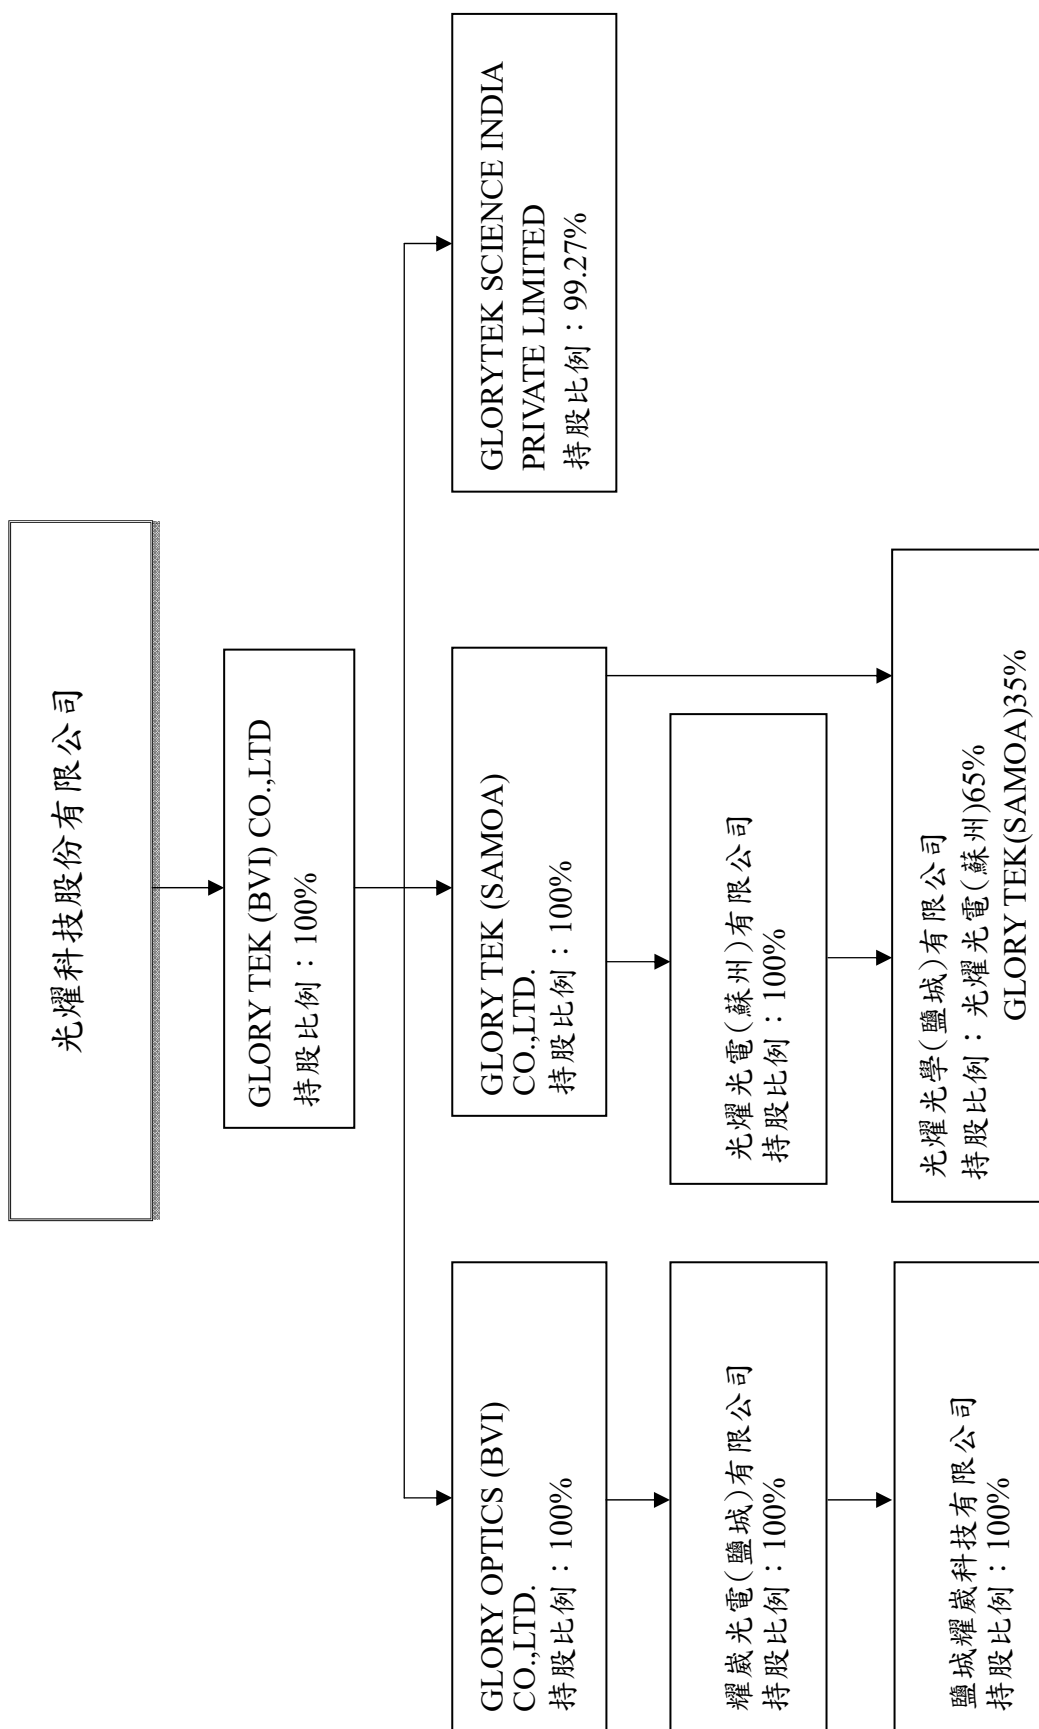 光燿科技股份有限公司
GLORY TEK (BVI) CO.,LTD
持股比例：100%
GLORY OPTICS (BVI)
CO.,LTD.
持股比例：100%
GLORY TEK (SAMOA)
CO.,LTD.
持股比例：100%
GLORYTEK SCIENCE INDIA
PRIVATE LIMITED
持股比例：99.27%
耀崴光電(鹽城)有限公司
持股比例：100%
光燿光電(蘇州)有限公司
持股比例：100%
鹽城耀崴科技有限公司
持股比例：100%
光燿光學(鹽城)有限公司
持股比例：光燿光電(蘇州)65%
GLORY TEK(SAMOA)35%